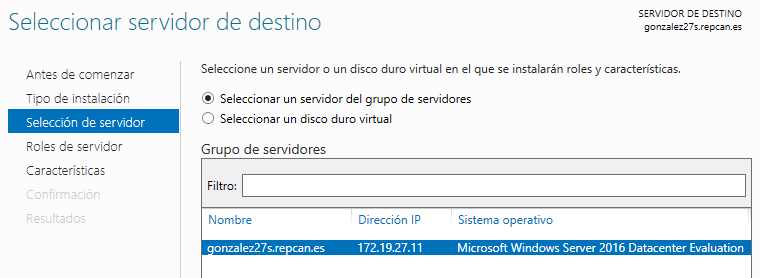 Seleccionar servidor de destino
SERVIDOR DE DESTINO
gonzalez27s.repcan.es
Antes de comenzar
Tipo de instalación
Selección de servidor
Roles de servidor
Características
Confirmación
Resultados
Seleccione un servidor o un disco duro virtual en el que se instalarán roles y características.
Seleccionar un servidor del grupo de servidores
Seleccionar un disco duro virtual
Grupo de servidores
Filtro:
Nombre Dirección IP Sistema operativo
gonzalez27s.repcan.es 172.19.27.11 Microsoft Windows Server 2016 Datacenter Evaluation